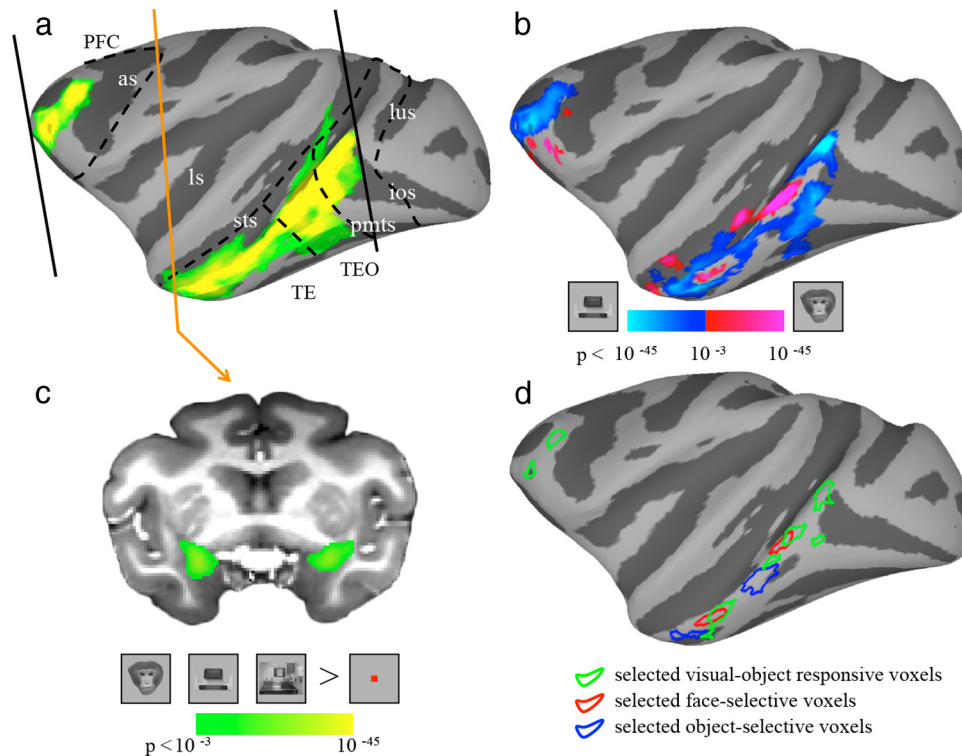 a
PFC
as
lus
ls
ios
sts
pmts
TEO
TE
b
p < 10 -45 10 -3 10 -45
c
>
p < 10 -3 10 -45
d
selected visual-object responsive voxels
selected face-selective voxels
selected object-selective voxels